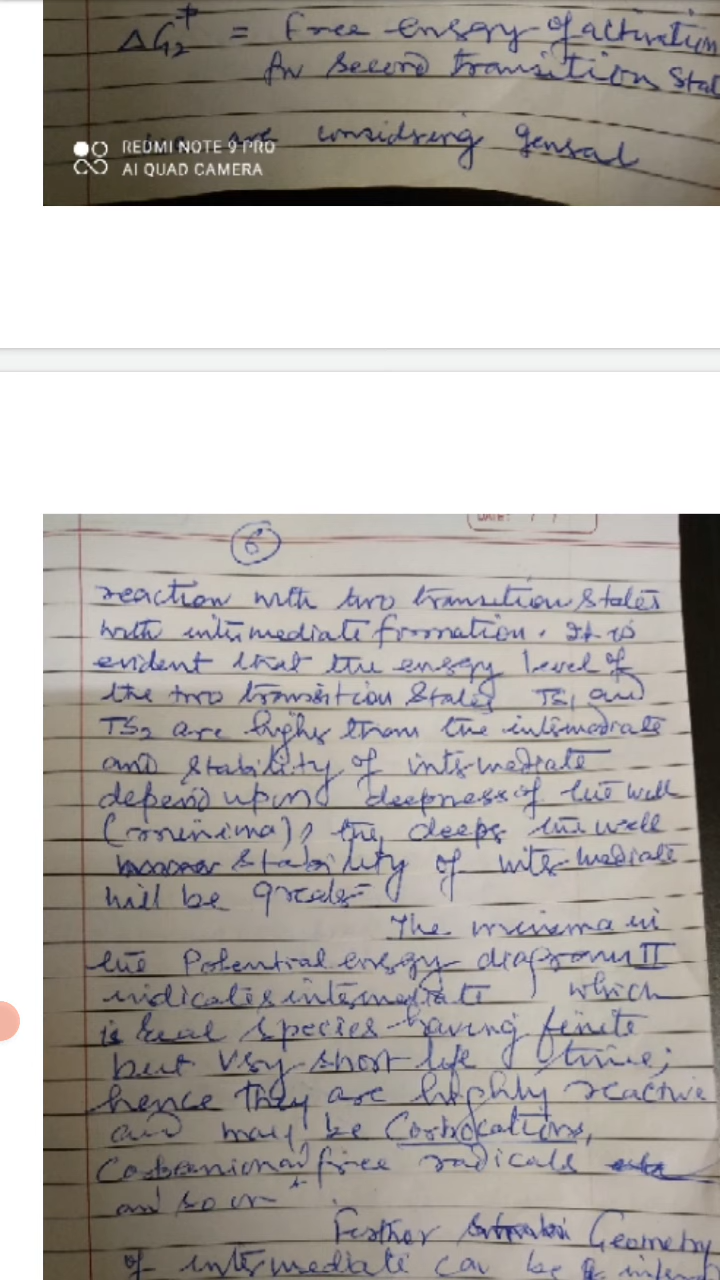 ΔG₂‡ = Free energy of activation
for second transition stat
are considring genral
REDMI NOTE 9 PRO
AI QUAD CAMERA
DATE: / /
6
reaction with two transition states
with intermediate formation. It is
evident that the energy level of
the two transition states TS₁ and
TS₂ are higher than the intermediate
and stability of intermediate
depend upon deepness of the well
(minima), the deeper the well
stability of intermediate
will be greater
The minima in
the Potential energy diagram II
indicates intermediate which
is real species having finite
but very short life time;
hence they are highly reactive
and may be Carbocations,
Carbanions, free radicals
and so on.
Further Geometry
of intermediate can be